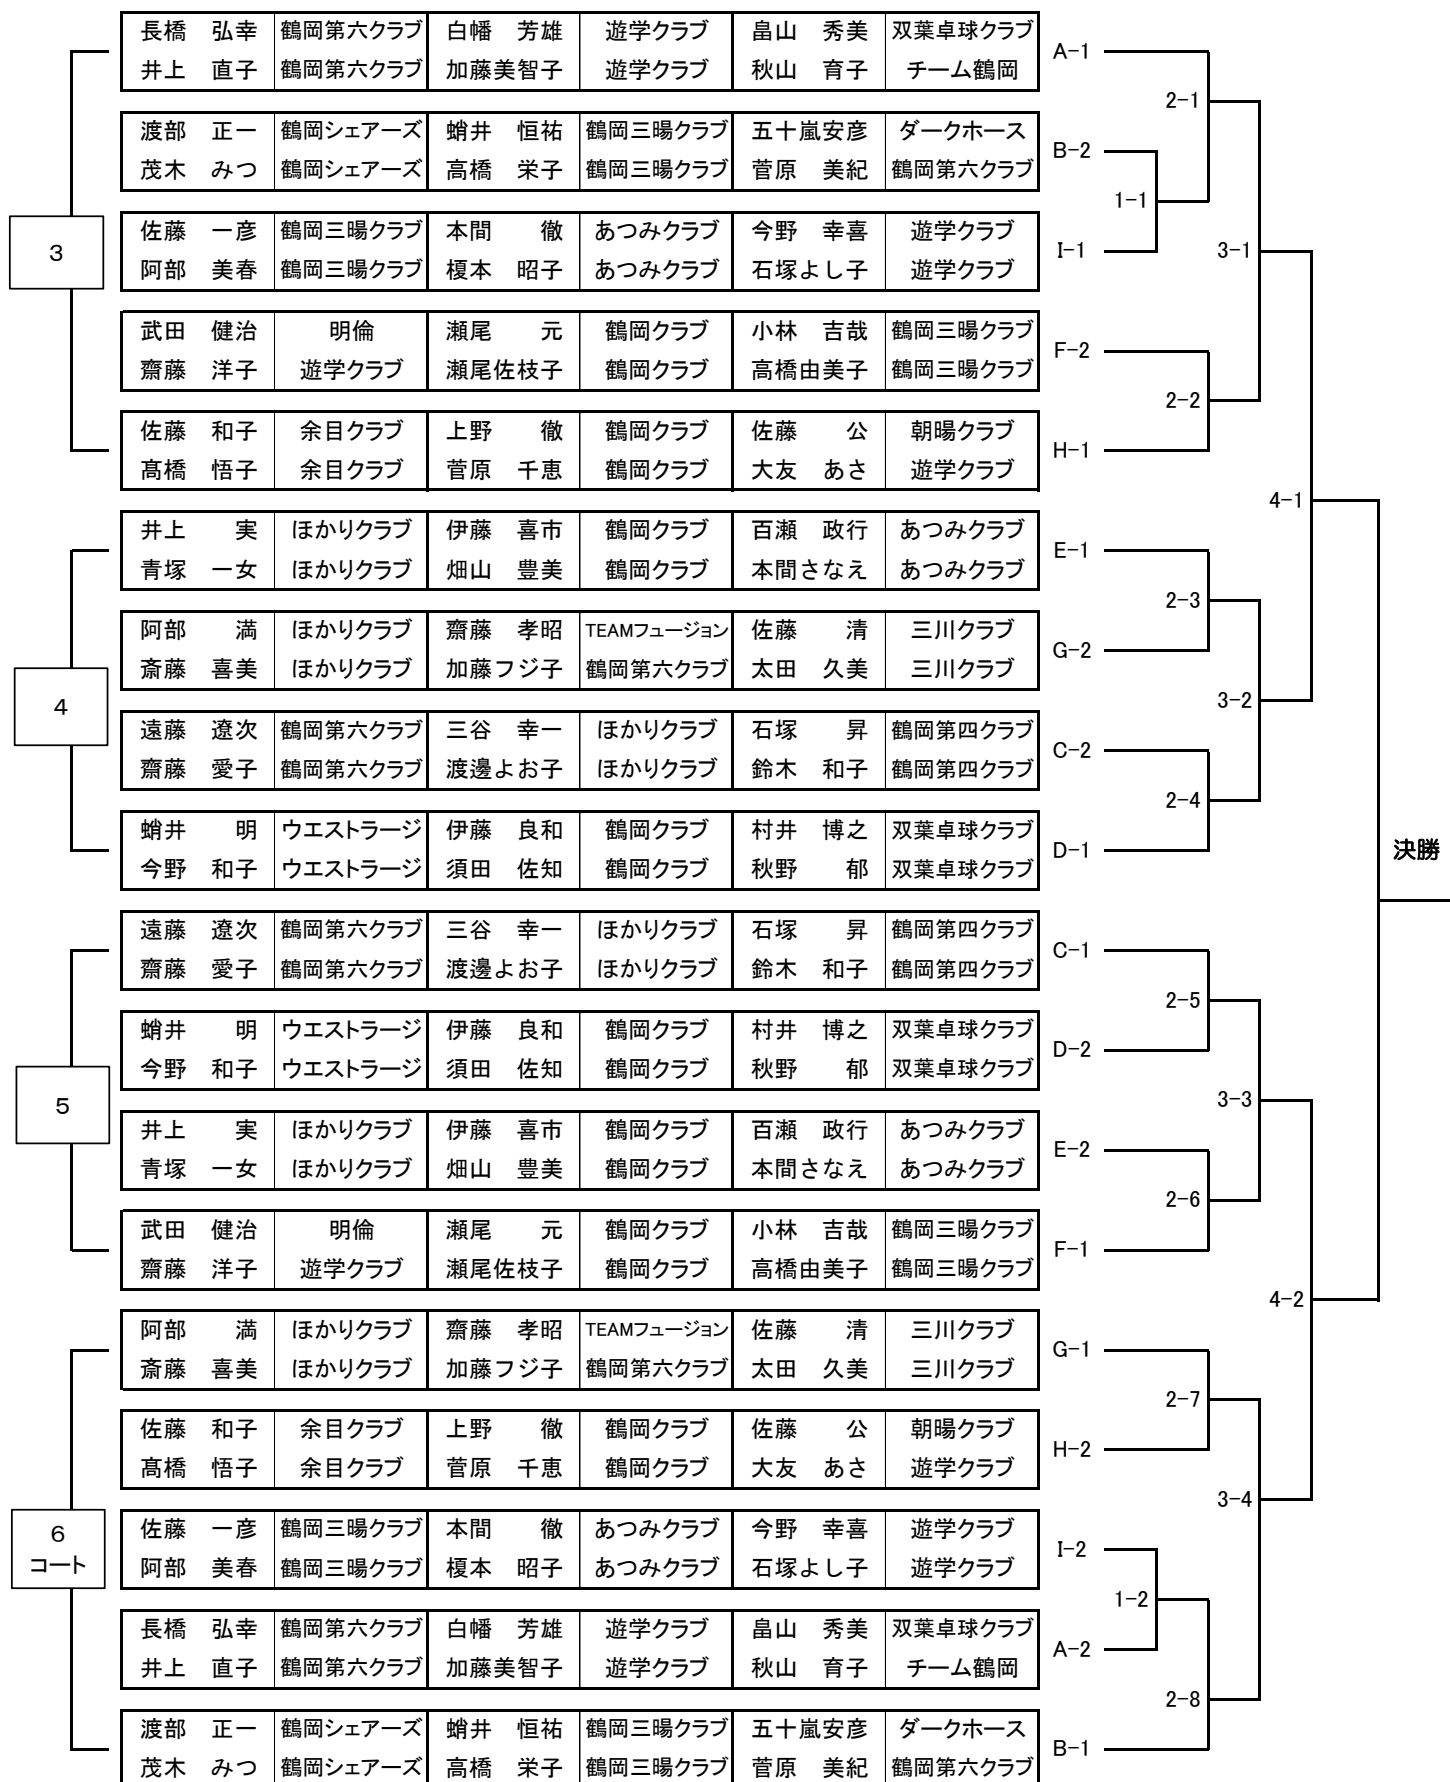 長橋　弘幸 鶴岡第六クラブ 白幡　芳雄 遊学クラブ 畠山　秀美 双葉卓球クラブ
A-1
井上　直子 鶴岡第六クラブ 加藤美智子 遊学クラブ 秋山　育子 チーム鶴岡
2-1
渡部　正一 鶴岡シェアーズ 蛸井　恒祐 鶴岡三暘クラブ 五十嵐安彦 ダークホース
B-2
茂木　みつ 鶴岡シェアーズ 高橋　栄子 鶴岡三暘クラブ 菅原　美紀 鶴岡第六クラブ
1-1
佐藤　一彦 鶴岡三暘クラブ 本間　　徹 あつみクラブ 今野　幸喜 遊学クラブ
3
I-1
3-1
阿部　美春 鶴岡三暘クラブ 榎本　昭子 あつみクラブ 石塚よし子 遊学クラブ
武田　健治 明倫 瀬尾　　元 鶴岡クラブ 小林　吉哉 鶴岡三暘クラブ
F-2
齋藤　洋子 遊学クラブ 瀬尾佐枝子 鶴岡クラブ 高橋由美子 鶴岡三暘クラブ
2-2
佐藤　和子 余目クラブ 上野　　徹 鶴岡クラブ 佐藤　　公 朝暘クラブ
H-1
髙橋　悟子 余目クラブ 菅原　千恵 鶴岡クラブ 大友　あさ 遊学クラブ
4-1
井上　　実 ほかりクラブ 伊藤　喜市 鶴岡クラブ 百瀬　政行 あつみクラブ
E-1
青塚　一女 ほかりクラブ 畑山　豊美 鶴岡クラブ 本間さなえ あつみクラブ
2-3
阿部　　満 ほかりクラブ 齋藤　孝昭 TEAMフュージョン 佐藤　　清 三川クラブ
G-2
斎藤　喜美 ほかりクラブ 加藤フジ子 鶴岡第六クラブ 太田　久美 三川クラブ
4
3-2
遠藤　遼次 鶴岡第六クラブ 三谷　幸一 ほかりクラブ 石塚　　昇 鶴岡第四クラブ
C-2
齋藤　愛子 鶴岡第六クラブ 渡邊よお子 ほかりクラブ 鈴木　和子 鶴岡第四クラブ
2-4
蛸井　　明 ウエストラージ 伊藤　良和 鶴岡クラブ 村井　博之 双葉卓球クラブ
D-1
決勝
今野　和子 ウエストラージ 須田　佐知 鶴岡クラブ 秋野　　郁 双葉卓球クラブ
遠藤　遼次 鶴岡第六クラブ 三谷　幸一 ほかりクラブ 石塚　　昇 鶴岡第四クラブ
C-1
齋藤　愛子 鶴岡第六クラブ 渡邊よお子 ほかりクラブ 鈴木　和子 鶴岡第四クラブ
2-5
蛸井　　明 ウエストラージ 伊藤　良和 鶴岡クラブ 村井　博之 双葉卓球クラブ
D-2
今野　和子 ウエストラージ 須田　佐知 鶴岡クラブ 秋野　　郁 双葉卓球クラブ
5
3-3
井上　　実 ほかりクラブ 伊藤　喜市 鶴岡クラブ 百瀬　政行 あつみクラブ
E-2
青塚　一女 ほかりクラブ 畑山　豊美 鶴岡クラブ 本間さなえ あつみクラブ
2-6
武田　健治 明倫 瀬尾　　元 鶴岡クラブ 小林　吉哉 鶴岡三暘クラブ
F-1
齋藤　洋子 遊学クラブ 瀬尾佐枝子 鶴岡クラブ 高橋由美子 鶴岡三暘クラブ
4-2
阿部　　満 ほかりクラブ 齋藤　孝昭 TEAMフュージョン 佐藤　　清 三川クラブ
G-1
斎藤　喜美 ほかりクラブ 加藤フジ子 鶴岡第六クラブ 太田　久美 三川クラブ
2-7
佐藤　和子 余目クラブ 上野　　徹 鶴岡クラブ 佐藤　　公 朝暘クラブ
H-2
髙橋　悟子 余目クラブ 菅原　千恵 鶴岡クラブ 大友　あさ 遊学クラブ
3-4
佐藤　一彦 鶴岡三暘クラブ 本間　　徹 あつみクラブ 今野　幸喜 遊学クラブ
6
コート
I-2
阿部　美春 鶴岡三暘クラブ 榎本　昭子 あつみクラブ 石塚よし子 遊学クラブ
1-2
長橋　弘幸 鶴岡第六クラブ 白幡　芳雄 遊学クラブ 畠山　秀美 双葉卓球クラブ
A-2
井上　直子 鶴岡第六クラブ 加藤美智子 遊学クラブ 秋山　育子 チーム鶴岡
2-8
渡部　正一 鶴岡シェアーズ 蛸井　恒祐 鶴岡三暘クラブ 五十嵐安彦 ダークホース
B-1
茂木　みつ 鶴岡シェアーズ 高橋　栄子 鶴岡三暘クラブ 菅原　美紀 鶴岡第六クラブ